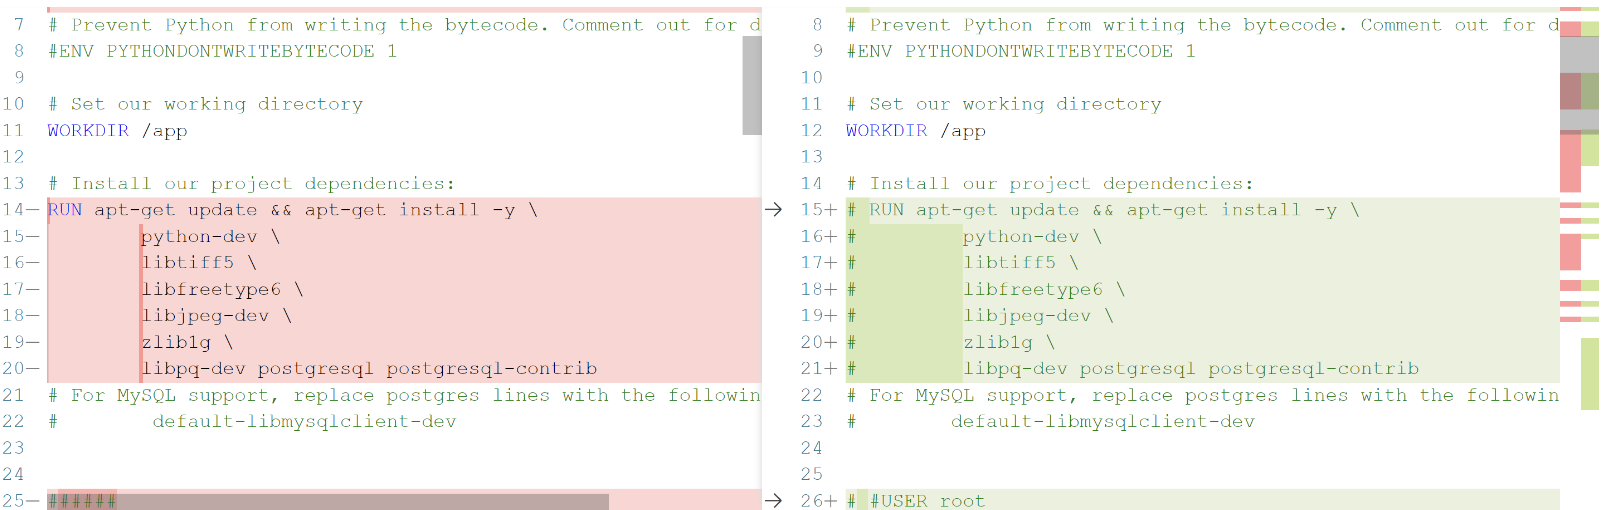 7 # Prevent Python from writing the bytecode. Comment out for d
8 #ENV PYTHONDONTWRITEBYTECODE 1
9
10 # Set our working directory
11 WORKDIR /app
12
13 # Install our project dependencies:
14— RUN apt-get update && apt-get install -y \
15— python-dev \
16— libtiff5 \
17— libfreetype6 \
18— libjpeg-dev \
19— zlib1g \
20— libpq-dev postgresql postgresql-contrib
21 # For MySQL support, replace postgres lines with the followin
22 # default-libmysqlclient-dev
23
24
25— ######
8 # Prevent Python from writing the bytecode. Comment out for d
9 #ENV PYTHONDONTWRITEBYTECODE 1
10
11 # Set our working directory
12 WORKDIR /app
13
14 # Install our project dependencies:
→ 15+ # RUN apt-get update && apt-get install -y \
16+ # python-dev \
17+ # libtiff5 \
18+ # libfreetype6 \
19+ # libjpeg-dev \
20+ # zlib1g \
21+ # libpq-dev postgresql postgresql-contrib
22 # For MySQL support, replace postgres lines with the followin
23 # default-libmysqlclient-dev
24
25
→ 26+ # #USER root